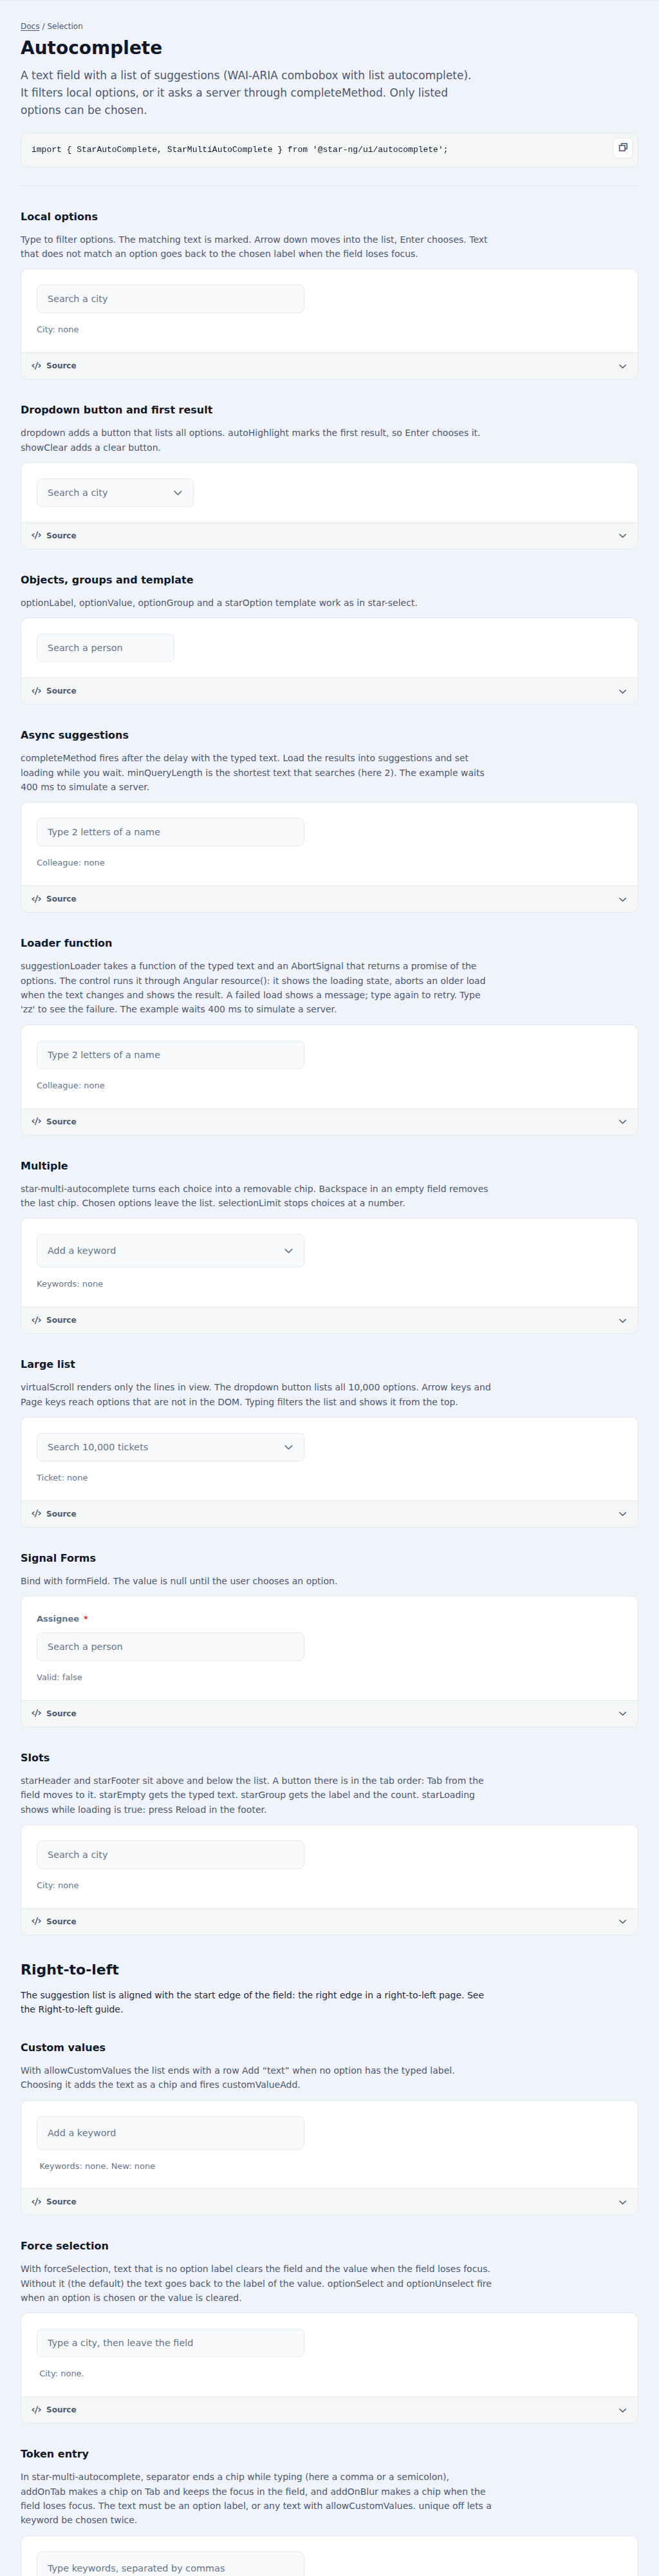 Docs / Selection
Autocomplete
A text field with a list of suggestions (WAI-ARIA combobox with list autocomplete).
It filters local options, or it asks a server through completeMethod. Only listed
options can be chosen.
import { StarAutoComplete, StarMultiAutoComplete } from '@star-ng/ui/autocomplete';
Local options
Type to filter options. The matching text is marked. Arrow down moves into the list, Enter chooses. Text
that does not match an option goes back to the chosen label when the field loses focus.
Search a city
City: none
Source
Dropdown button and first result
dropdown adds a button that lists all options. autoHighlight marks the first result, so Enter chooses it.
showClear adds a clear button.
Search a city
Source
Objects, groups and template
optionLabel, optionValue, optionGroup and a starOption template work as in star-select.
Search a person
Source
Async suggestions
completeMethod fires after the delay with the typed text. Load the results into suggestions and set
loading while you wait. minQueryLength is the shortest text that searches (here 2). The example waits
400 ms to simulate a server.
Type 2 letters of a name
Colleague: none
Source
Loader function
suggestionLoader takes a function of the typed text and an AbortSignal that returns a promise of the
options. The control runs it through Angular resource(): it shows the loading state, aborts an older load
when the text changes and shows the result. A failed load shows a message; type again to retry. Type
'zz' to see the failure. The example waits 400 ms to simulate a server.
Type 2 letters of a name
Colleague: none
Source
Multiple
star-multi-autocomplete turns each choice into a removable chip. Backspace in an empty field removes
the last chip. Chosen options leave the list. selectionLimit stops choices at a number.
Add a keyword
Keywords: none
Source
Large list
virtualScroll renders only the lines in view. The dropdown button lists all 10,000 options. Arrow keys and
Page keys reach options that are not in the DOM. Typing filters the list and shows it from the top.
Search 10,000 tickets
Ticket: none
Source
Signal Forms
Bind with formField. The value is null until the user chooses an option.
Assignee *
Search a person
Valid: false
Source
Slots
starHeader and starFooter sit above and below the list. A button there is in the tab order: Tab from the
field moves to it. starEmpty gets the typed text. starGroup gets the label and the count. starLoading
shows while loading is true: press Reload in the footer.
Search a city
City: none
Source
Right-to-left
The suggestion list is aligned with the start edge of the field: the right edge in a right-to-left page. See
the Right-to-left guide.
Custom values
With allowCustomValues the list ends with a row Add “text” when no option has the typed label.
Choosing it adds the text as a chip and fires customValueAdd.
Add a keyword
Keywords: none. New: none
Source
Force selection
With forceSelection, text that is no option label clears the field and the value when the field loses focus.
Without it (the default) the text goes back to the label of the value. optionSelect and optionUnselect fire
when an option is chosen or the value is cleared.
Type a city, then leave the field
City: none.
Source
Token entry
In star-multi-autocomplete, separator ends a chip while typing (here a comma or a semicolon),
addOnTab makes a chip on Tab and keeps the focus in the field, and addOnBlur makes a chip when the
field loses focus. The text must be an option label, or any text with allowCustomValues. unique off lets a
keyword be chosen twice.
Type keywords, separated by commas